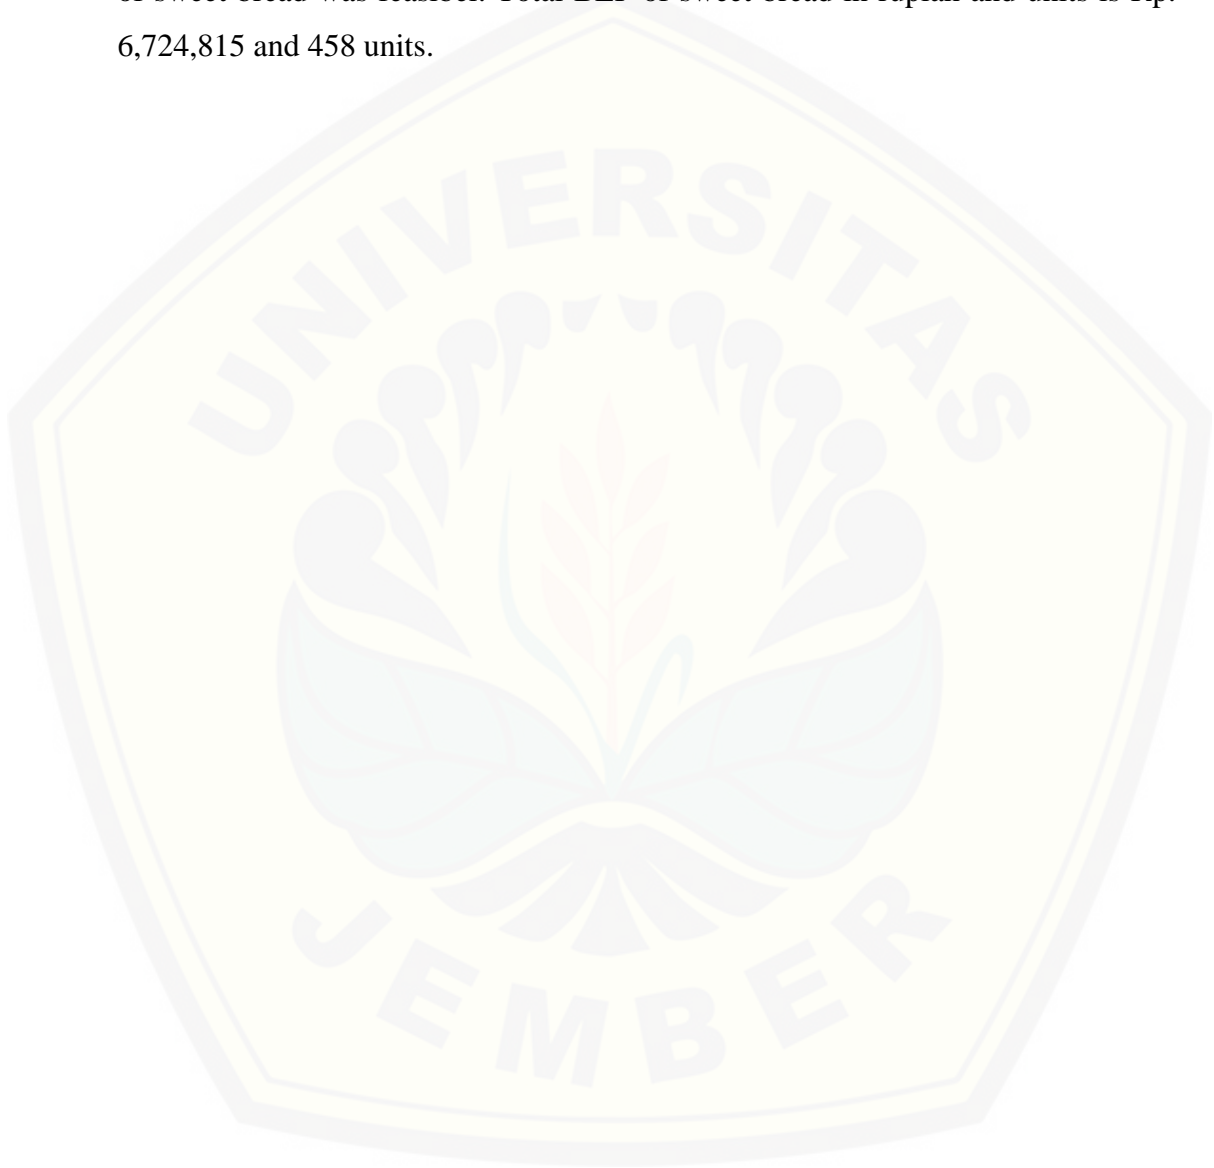 of sweet bread was feasibel. Total BEP of sweet bread in rupiah and units is Rp.
6,724,815 and 458 units.
UNIVERSITAS
JEMBER